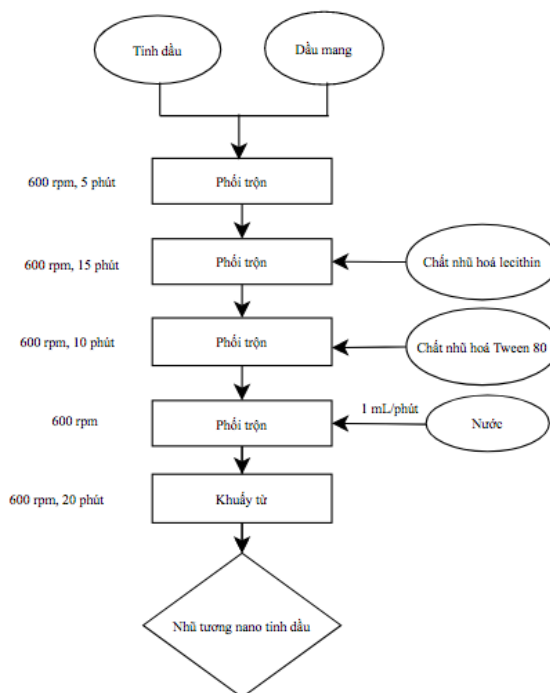 Tinh dầu
Dầu mang
600 rpm, 5 phút
Phối trộn
600 rpm, 15 phút
Phối trộn
Chất nhũ hoá lecithin
600 rpm, 10 phút
Phối trộn
Chất nhũ hoá Tween 80
600 rpm
Phối trộn
1 mL/phút
Nước
600 rpm, 20 phút
Khuấy từ
Nhũ tương nano tinh dầu